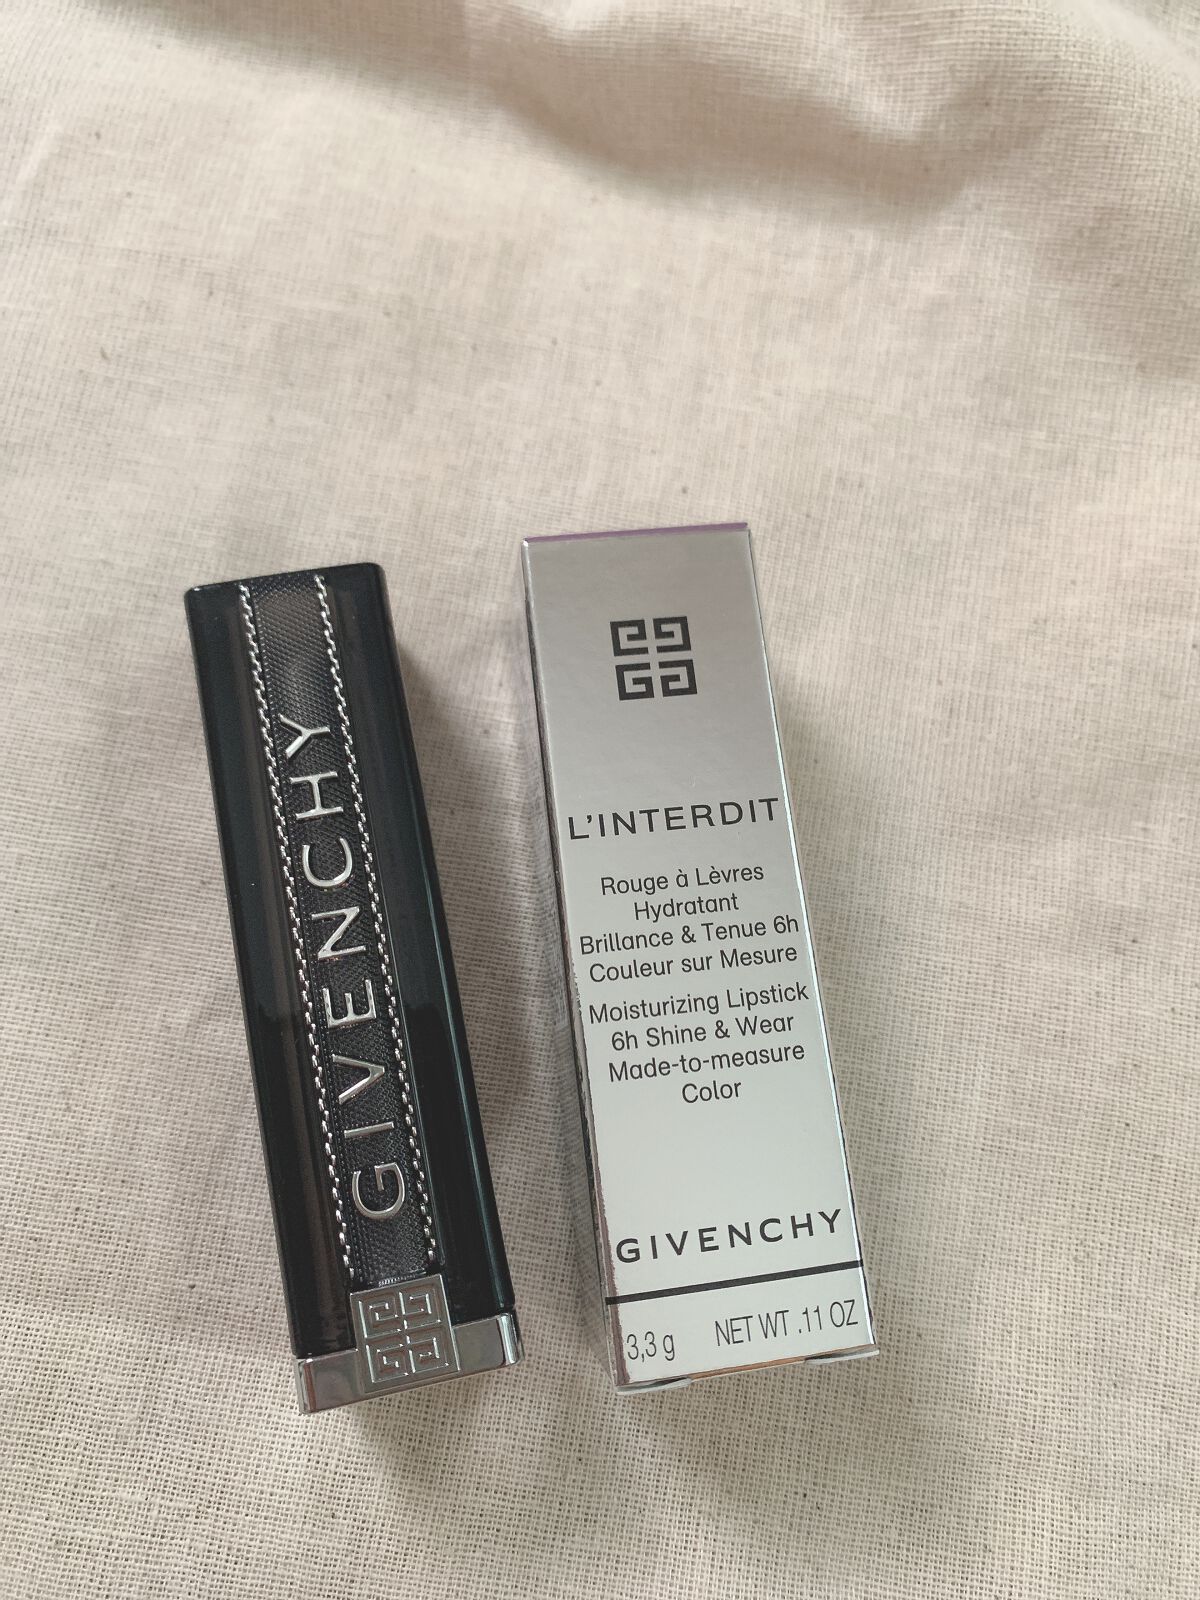 GIVENCHY
L'INTERDIT
Rouge à Lèvres
Hydratant
Brillance & Tenue 6h
Couleur sur Mesure
Moisturizing Lipstick
6h Shine & Wear
Made-to-measure
Color
GIVENCHY
3,3 g NET WT .11 OZ